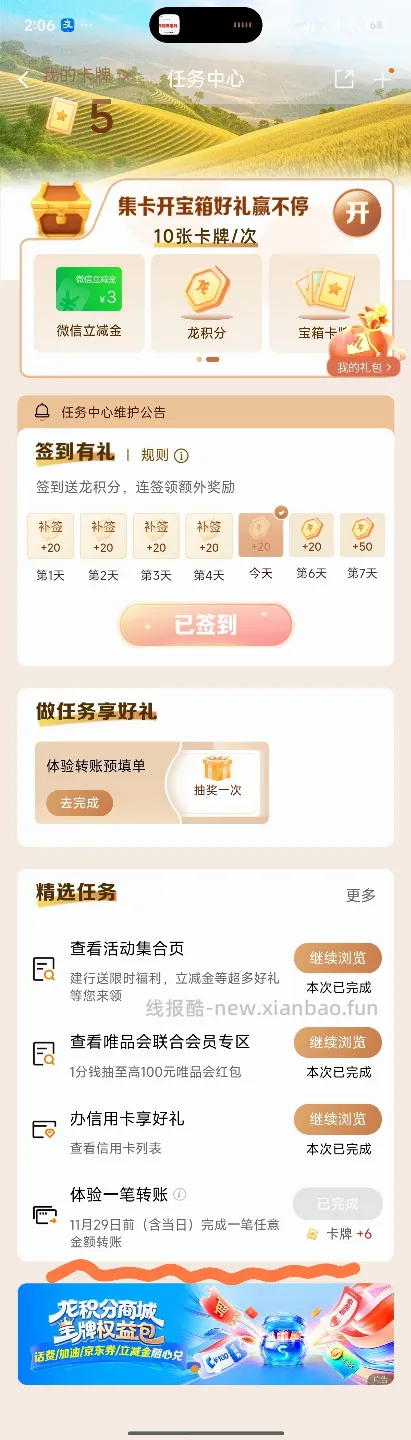 2:06
68
我的卡牌
任务中心
5
集卡开宝箱好礼赢不停
开
10张卡牌/次
微信立减金
¥3
龙
微信立减金
龙积分
宝箱卡牌
我的礼包 >
任务中心维护公告
签到有礼 | 规则
签到送龙积分，连签领额外奖励
补签 补签 补签 补签
+20 +20 +20 +20 +20 +20 +50
第1天 第2天 第3天 第4天 今天 第6天 第7天
已签到
做任务享好礼
体验转账预填单
抽奖一次
去完成
精选任务
更多
查看活动集合页
继续浏览
建行送限时福利，立减金等超多好礼
等您来领
本次已完成
线报酷-new.xianbao.fun
查看唯品会联合会员专区
继续浏览
1分钱抽至高100元唯品会红包
本次已完成
办信用卡享好礼
继续浏览
查看信用卡列表
本次已完成
体验一笔转账
已完成
11月29日前（含当日）完成一笔任意
金额转账
卡牌 +6
龙积分商城
王牌权益包
话费/加油/京东券/立减金随心兑
¥100
广告